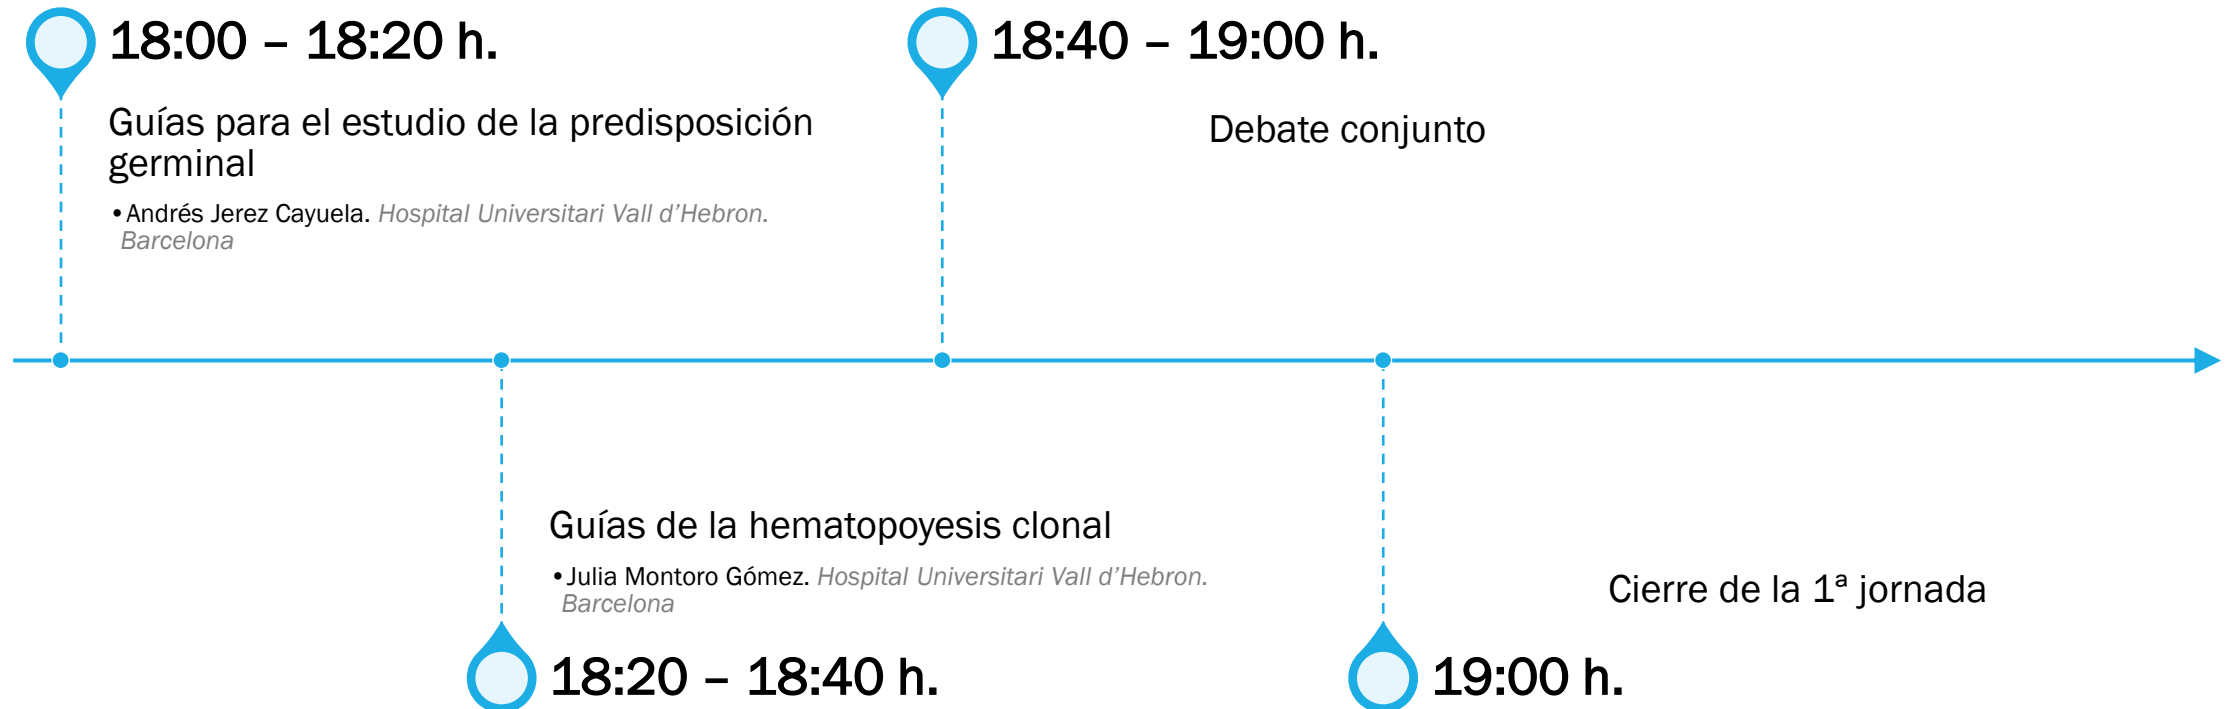 18:00 – 18:20 h.
Guías para el estudio de la predisposición
germinal
•Andrés Jerez Cayuela. Hospital Universitari Vall d’Hebron.
Barcelona
Guías de la hematopoyesis clonal
•Julia Montoro Gómez. Hospital Universitari Vall d’Hebron.
Barcelona
18:20 – 18:40 h.
18:40 – 19:00 h.
Debate conjunto
Cierre de la 1ª jornada
19:00 h.